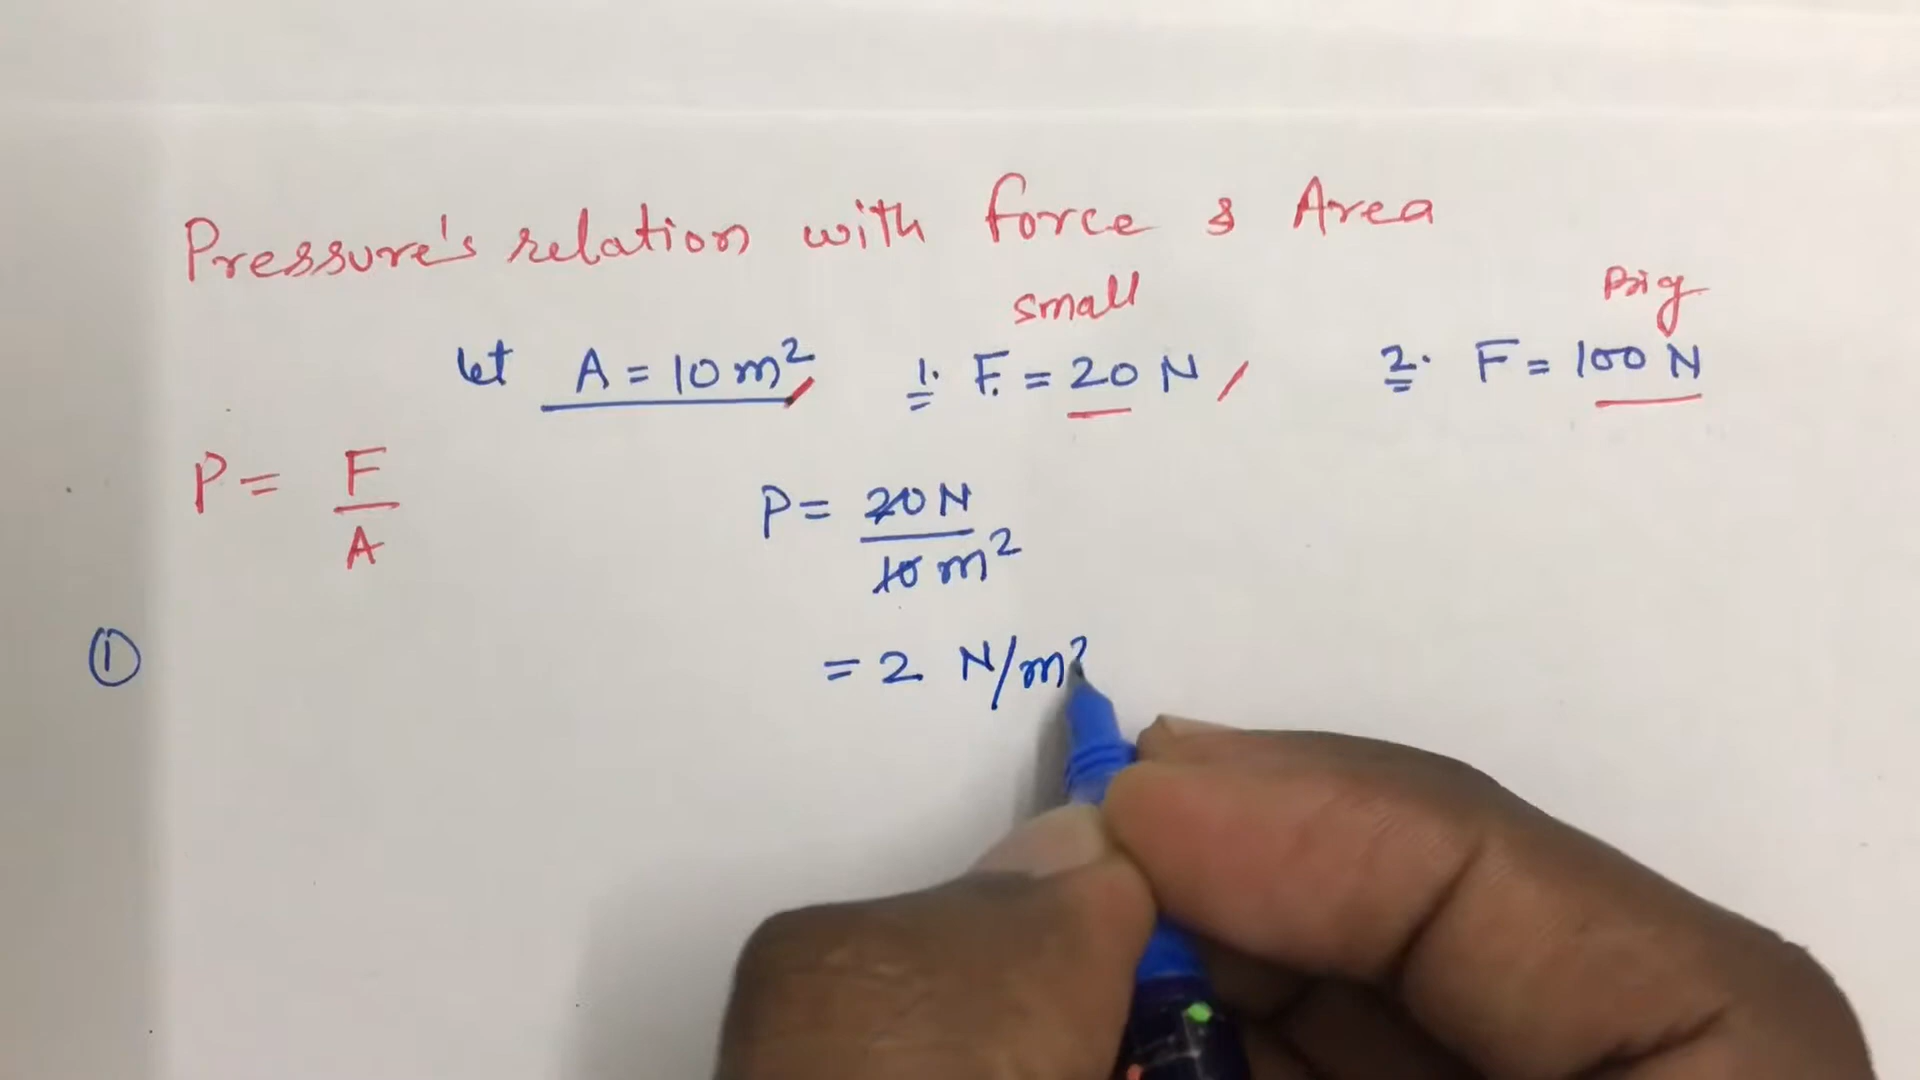 Pressure's relation with force & Area
small Big
let A = 10 m² 1. F = 20 N / 2. F = 100 N
P = F/A
P = 20 N / 10 m²
① = 2 N/m²